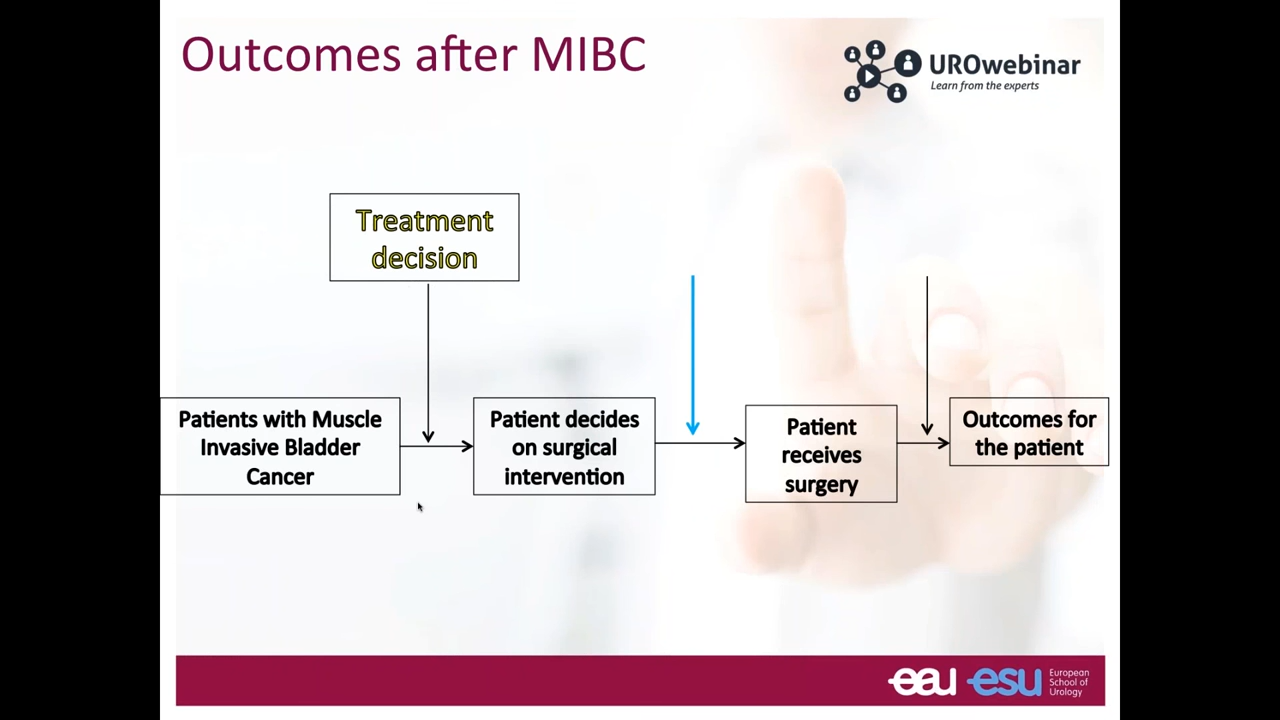 Outcomes after MIBC
UROwebinar
Learn from the experts
Treatment
decision
Patients with Muscle
Invasive Bladder
Cancer
Patient decides
on surgical
intervention
Patient
receives
surgery
Outcomes for
the patient
eau esu European
School of
Urology